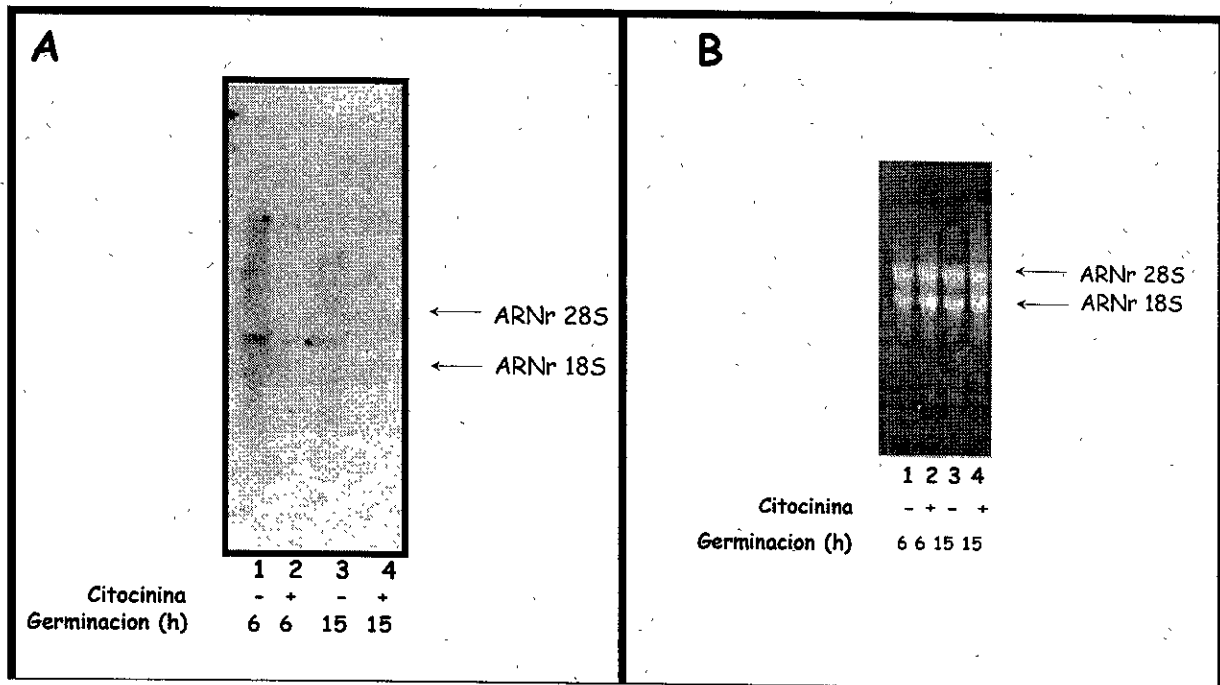 A
ARNr 28S
ARNr 18S
1 2 3 4
Citocinina - + - +
Germinacion (h) 6 6 15 15
B
ARNr 28S
ARNr 18S
1 2 3 4
Citocinina - + - +
Germinacion (h) 6 6 15 15